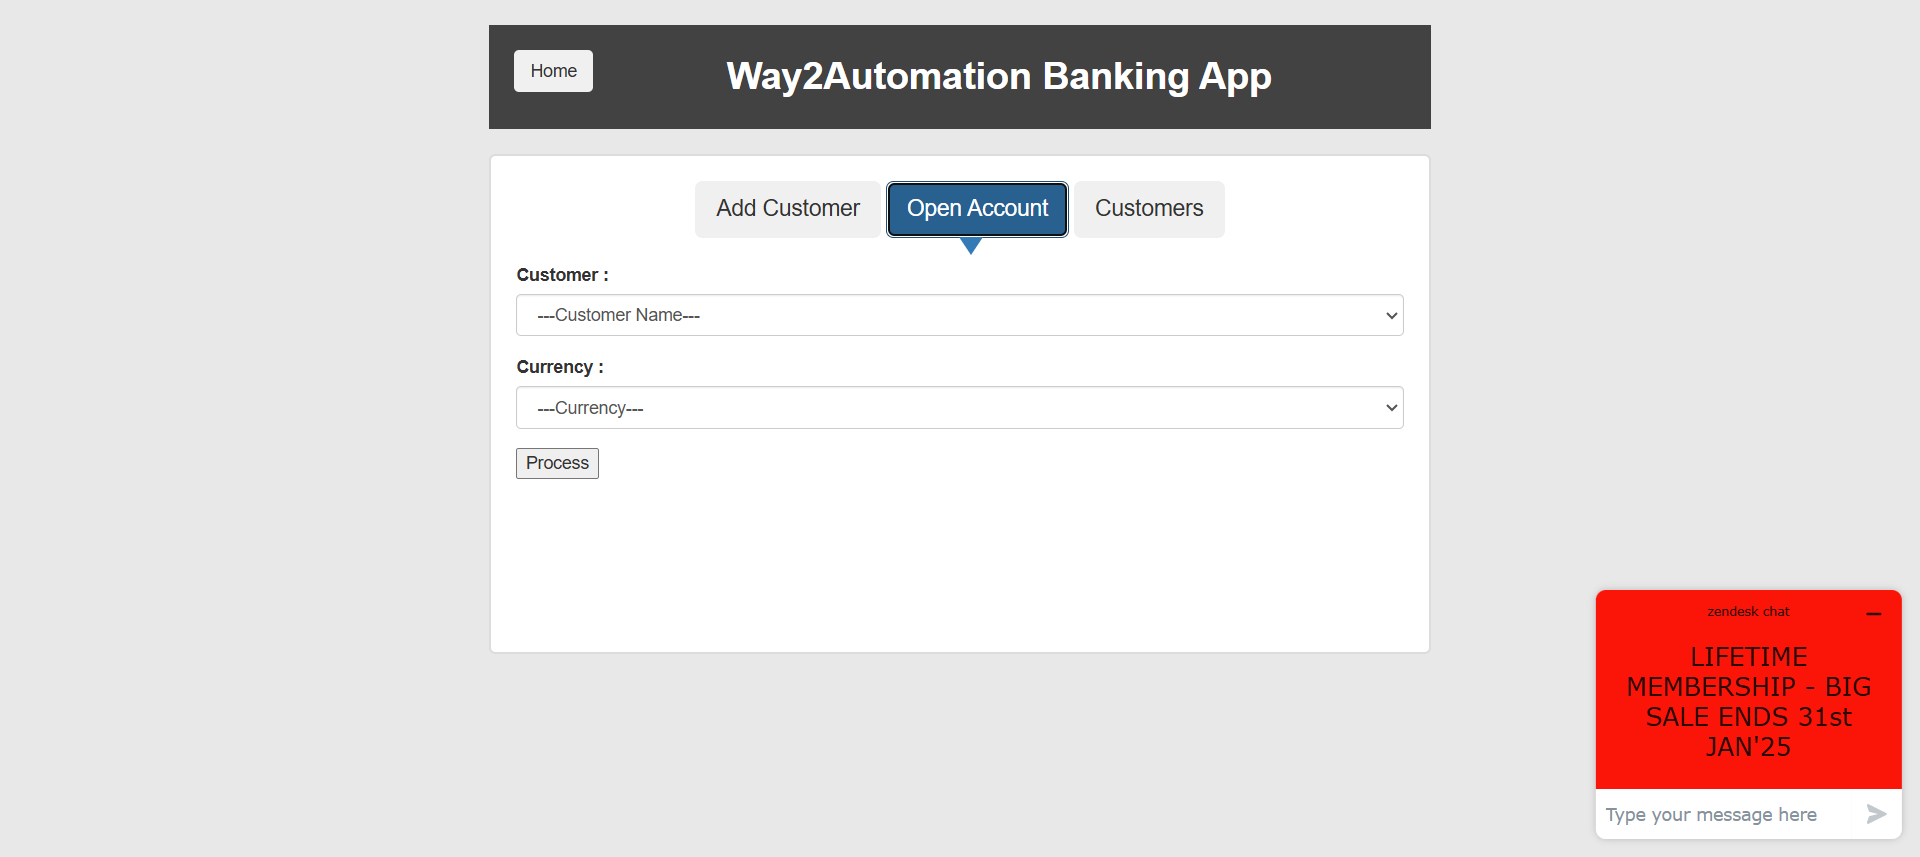 Home
Way2Automation Banking App
Add Customer
Open Account
Customers
Customer :
---Customer Name---
Currency :
---Currency---
Process
zendesk chat
LIFETIME
MEMBERSHIP - BIG
SALE ENDS 31st
JAN'25
Type your message here